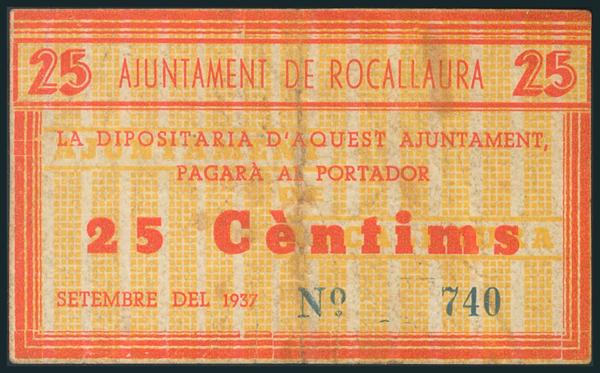 25 AJUNTAMENT DE ROCALLAURA 25
LA DIPOSITARIA D'AQUEST AJUNTAMENT,
PAGARÀ AL PORTADOR
25 Cèntims
SETEMBRE DEL 1937 Nº 740